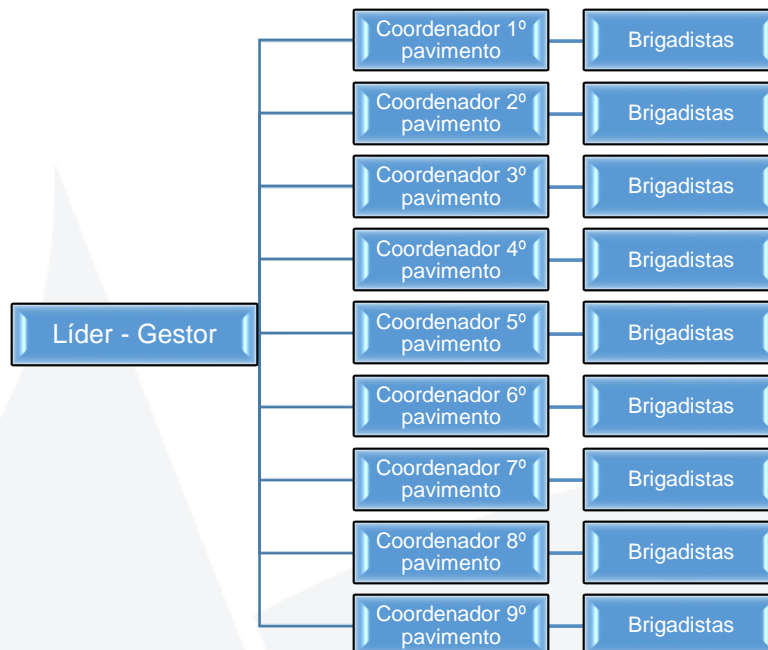 Coordenador 1º
pavimento
Brigadistas
Coordenador 2º
pavimento
Brigadistas
Coordenador 3º
pavimento
Brigadistas
Coordenador 4º
pavimento
Brigadistas
Líder - Gestor
Coordenador 5º
pavimento
Brigadistas
Coordenador 6º
pavimento
Brigadistas
Coordenador 7º
pavimento
Brigadistas
Coordenador 8º
pavimento
Brigadistas
Coordenador 9º
pavimento
Brigadistas